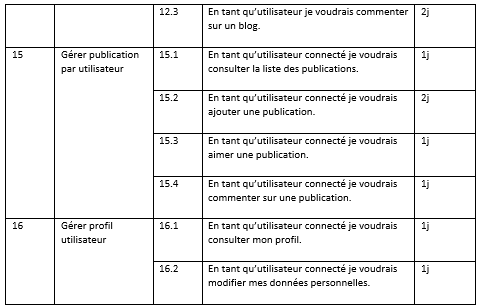 12.3 En tant qu'utilisateur je voudrais commenter 2j
sur un blog.
15 Gérer publication 15.1 En tant qu'utilisateur connecté je voudrais 1j
par utilisateur consulter la liste des publications.
15.2 En tant qu'utilisateur connecté je voudrais 2j
ajouter une publication.
15.3 En tant qu'utilisateur connecté je voudrais 1j
aimer une publication.
15.4 En tant qu'utilisateur connecté je voudrais 1j
commenter sur une publication.
16 Gérer profil 16.1 En tant qu'utilisateur connecté je voudrais 1j
utilisateur consulter mon profil.
16.2 En tant qu'utilisateur connecté je voudrais 1j
modifier mes données personnelles.